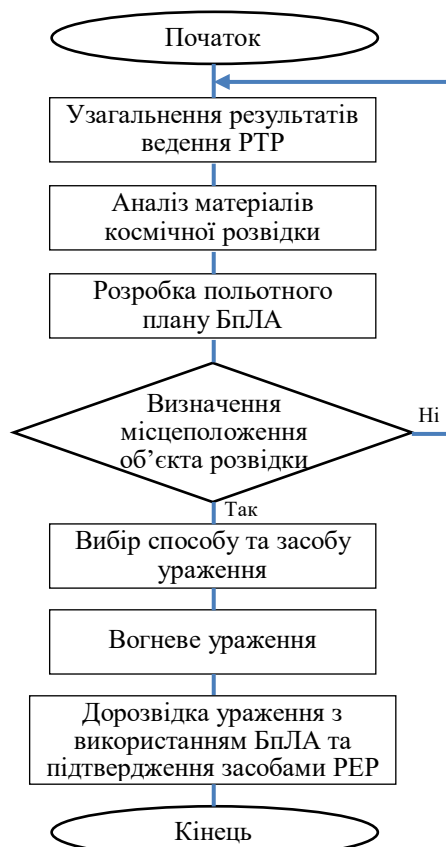 Початок
Узагальнення результатів
ведення РТР
Аналіз матеріалів
космічної розвідки
Розробка польотного
плану БпЛА
Визначення
місцеположення
об’єкта розвідки
Ні
Так
Вибір способу та засобу
ураження
Вогневе ураження
Дорозвідка ураження з
використанням БпЛА та
підтвердження засобами РЕР
Кінець